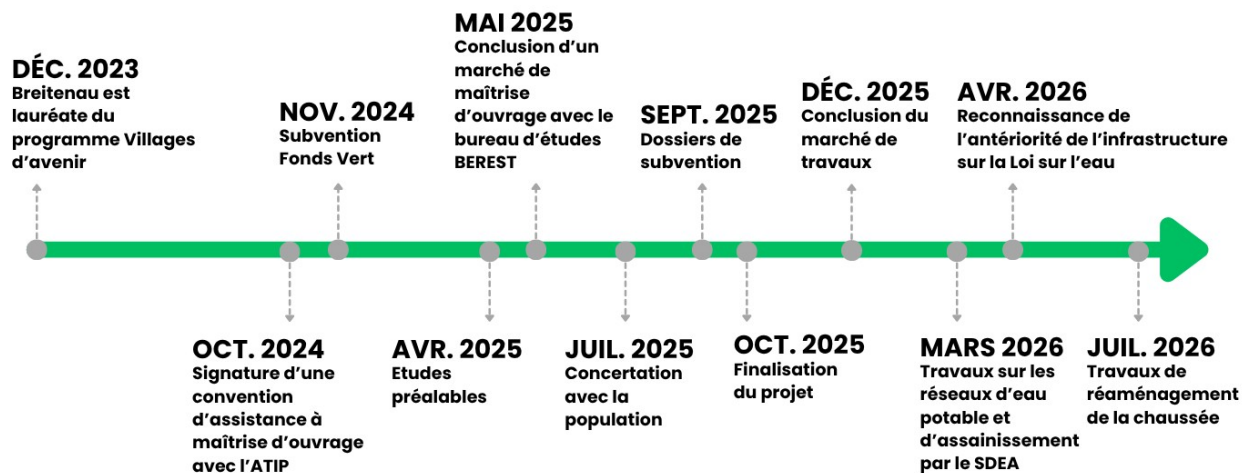 DÉC. 2023
Breitenau est
lauréate du
programme Villages
d'avenir
OCT. 2024
Signature d'une
convention
d'assistance à
maîtrise d'ouvrage
avec l'ATIP
NOV. 2024
Subvention
Fonds Vert
AVR. 2025
Etudes
préalables
MAI 2025
Conclusion d'un
marché de
maîtrise
d'ouvrage avec le
bureau d'études
BEREST
JUIL. 2025
Concertation
avec la
population
SEPT. 2025
Dossiers de
subvention
OCT. 2025
Finalisation
du projet
DÉC. 2025
Conclusion du
marché de
travaux
MARS 2026
Travaux sur les
réseaux d'eau
potable et
d'assainissement
par le SDEA
AVR. 2026
Reconnaissance de
l'antériorité de l'infrastructure
sur la Loi sur l'eau
JUIL. 2026
Travaux de
réaménagement
de la chaussée